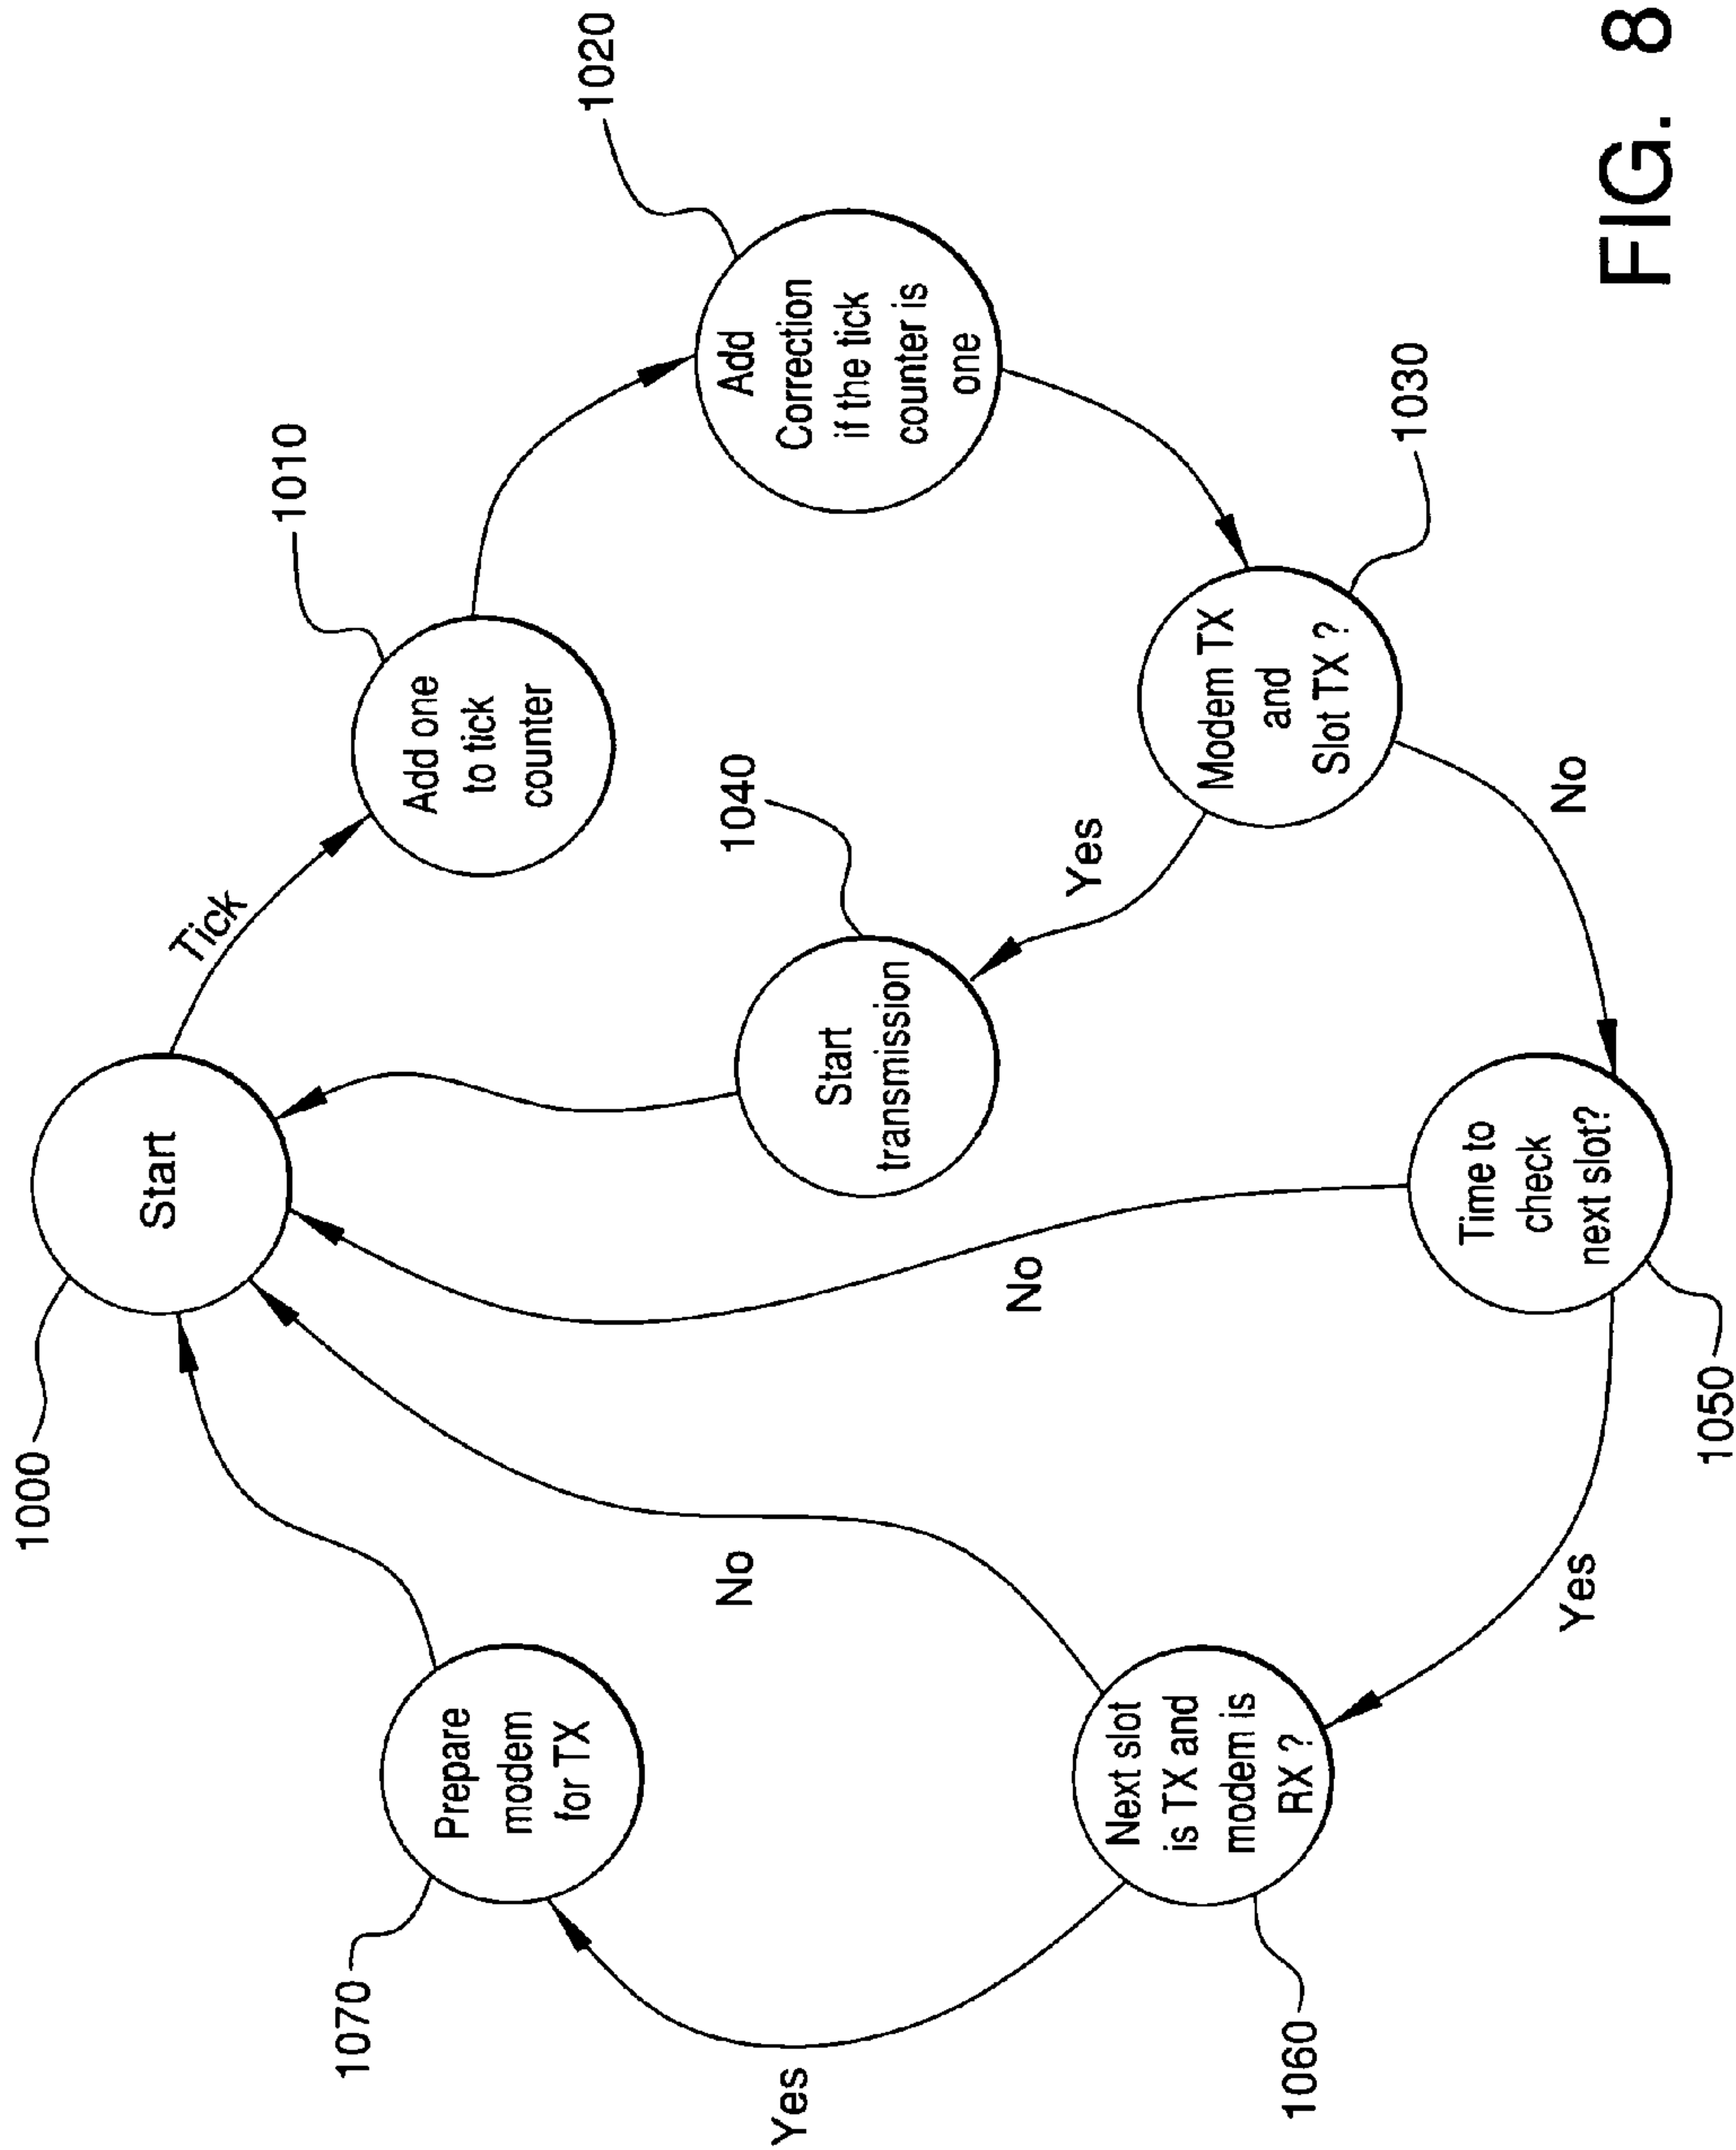 1000
Start
Tick
1010
Add one
to tick
counter
1020
Add
Correction
if the tick
counter is
one
1030
Modem TX
and
Slot TX ?
Yes
1040
Start
transmission
No
1050
Time to
check
next slot?
No
Yes
1060
Next slot
is TX and
modem is
RX ?
No
Yes
1070
Prepare
modem
for TX
FIG. 8